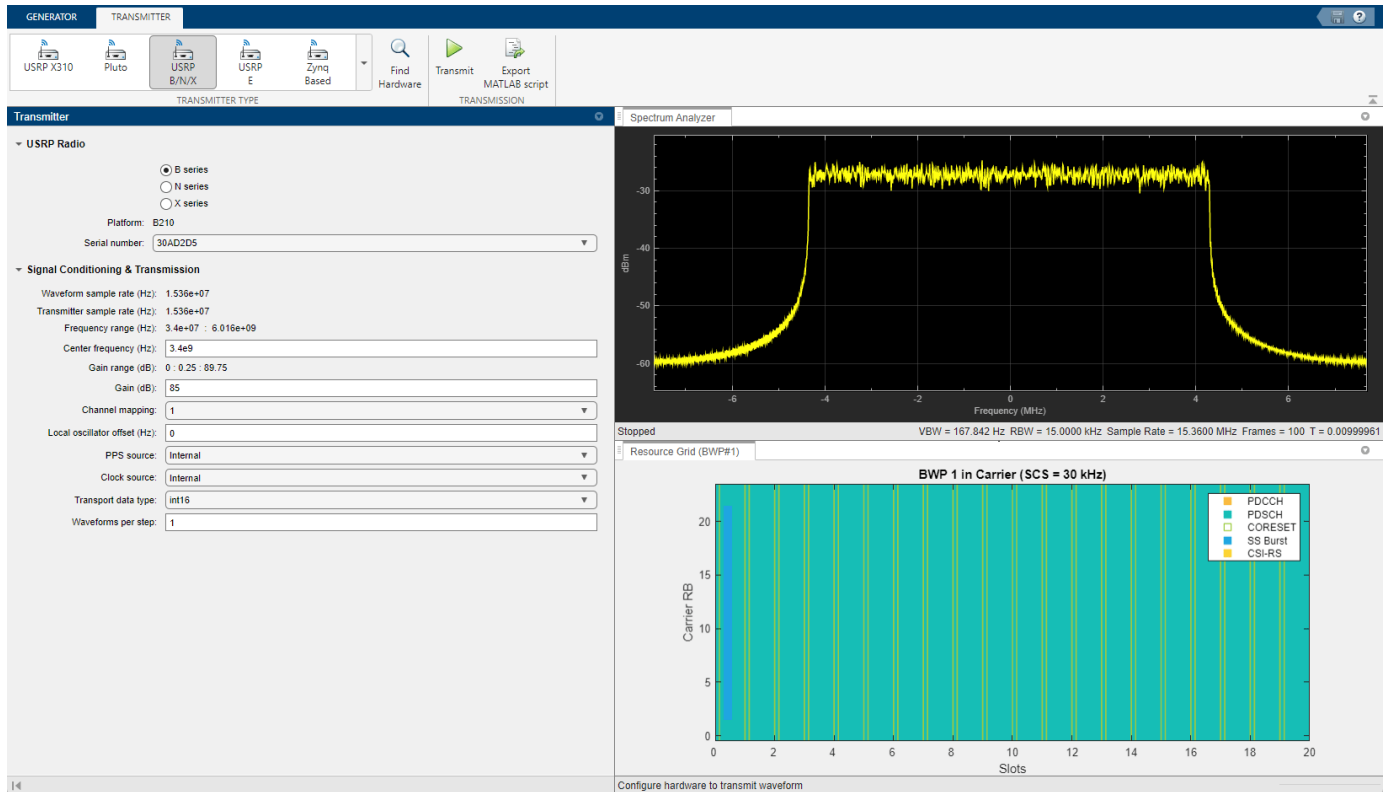 GENERATOR TRANSMITTER
USRP X310 Pluto USRP B/N/X USRP E Zynq Based Find Hardware Transmit Export MATLAB script
TRANSMITTER TYPE TRANSMISSION
Transmitter
USRP Radio
B series
N series
X series
Platform: B210
Serial number: 30AD2D5
Signal Conditioning & Transmission
Waveform sample rate (Hz): 1.536e+07
Transmitter sample rate (Hz): 1.536e+07
Frequency range (Hz): 3.4e+07 : 6.016e+09
Center frequency (Hz): 3.4e9
Gain range (dB): 0 : 0.25 : 89.75
Gain (dB): 85
Channel mapping: 1
Local oscillator offset (Hz): 0
PPS source: Internal
Clock source: Internal
Transport data type: int16
Waveforms per step: 1
Spectrum Analyzer
-30
-40
-50
-60
dBm
-6 -4 -2 0 2 4 6
Frequency (MHz)
Stopped VBW = 167.842 Hz RBW = 15.0000 kHz Sample Rate = 15.3600 MHz Frames = 100 T = 0.00999961
Resource Grid (BWP#1)
BWP 1 in Carrier (SCS = 30 kHz)
PDCCH
PDSCH
CORESET
SS Burst
CSI-RS
20
15
10
5
0
Carrier RB
0 2 4 6 8 10 12 14 16 18 20
Slots
Configure hardware to transmit waveform